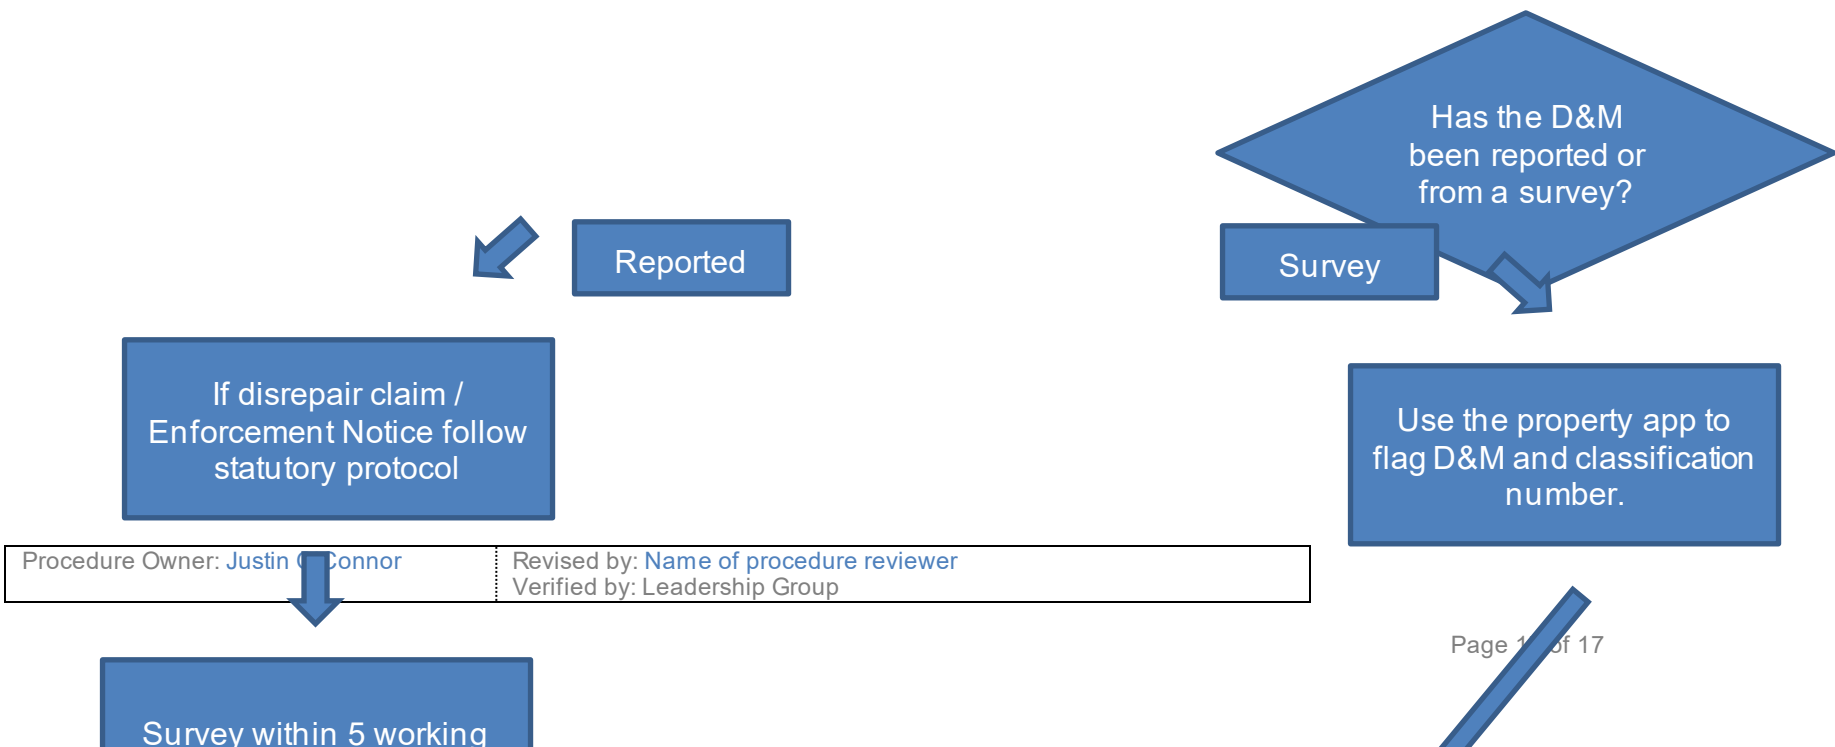 Has the D&M
been reported or
from a survey?
Reported
Survey
If disrepair claim /
Enforcement Notice follow
statutory protocol
Use the property app to
flag D&M and classification
number.
Procedure Owner: Justin Connor
Revised by: Name of procedure reviewer
Verified by: Leadership Group
Page of 17
Survey within 5 working